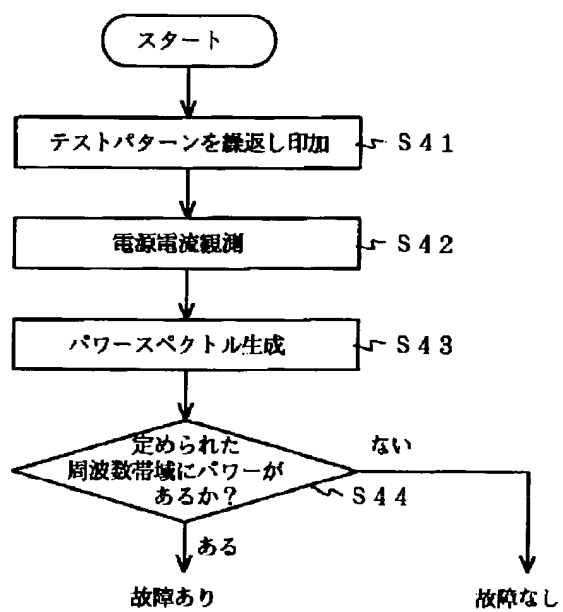 スタート
テストパターンを繰返し印加
S41
電源電流観測
S42
パワースペクトル生成
S43
定められた
周波数帯域にパワーが
あるか?
ない
S44
ある
故障あり
故障なし